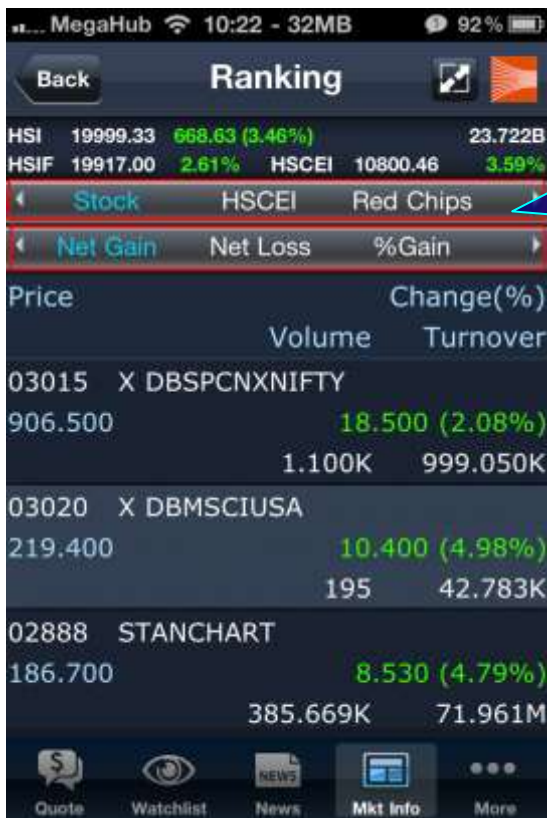 MegaHub 10:22 - 32MB 92%
Back Ranking
HSI 19999.33 668.63 (3.46%) 23.722B
HSIF 19917.00 2.61% HSCEI 10800.46 3.59%
Stock HSCEI Red Chips
Net Gain Net Loss %Gain
Price Change(%)
Volume Turnover
03015 X DBSPCNXNIFTY
906.500 18.500 (2.08%)
1.100K 999.050K
03020 X DBMSCIUSA
219.400 10.400 (4.98%)
195 42.783K
02888 STANCHART
186.700 8.530 (4.79%)
385.669K 71.961M
$ NEWS
Quote Watchlist News Mkt Info More